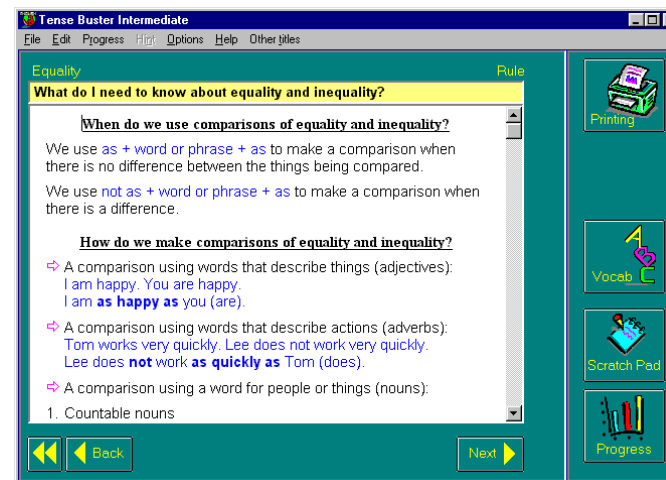 Tense Buster Intermediate
File Edit Progress Hint Options Help Other titles
Equality Rule
What do I need to know about equality and inequality?
When do we use comparisons of equality and inequality?
We use as + word or phrase + as to make a comparison when
there is no difference between the things being compared.
We use not as + word or phrase + as to make a comparison when
there is a difference.
How do we make comparisons of equality and inequality?
⇨ A comparison using words that describe things (adjectives):
I am happy. You are happy.
I am as happy as you (are).
⇨ A comparison using words that describe actions (adverbs):
Tom works very quickly. Lee does not work very quickly.
Lee does not work as quickly as Tom (does).
⇨ A comparison using a word for people or things (nouns):
1. Countable nouns
Back
Next
Printing
A B C
Vocab
Scratch Pad
Progress